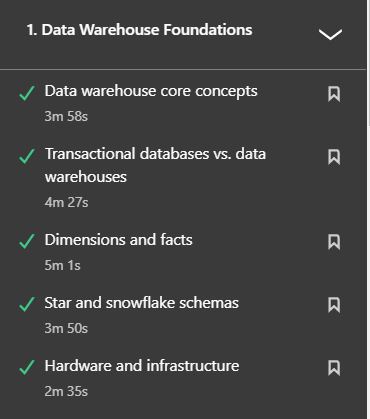 1. Data Warehouse Foundations
Data warehouse core concepts
3m 58s
Transactional databases vs. data
warehouses
4m 27s
Dimensions and facts
5m 1s
Star and snowflake schemas
3m 50s
Hardware and infrastructure
2m 35s